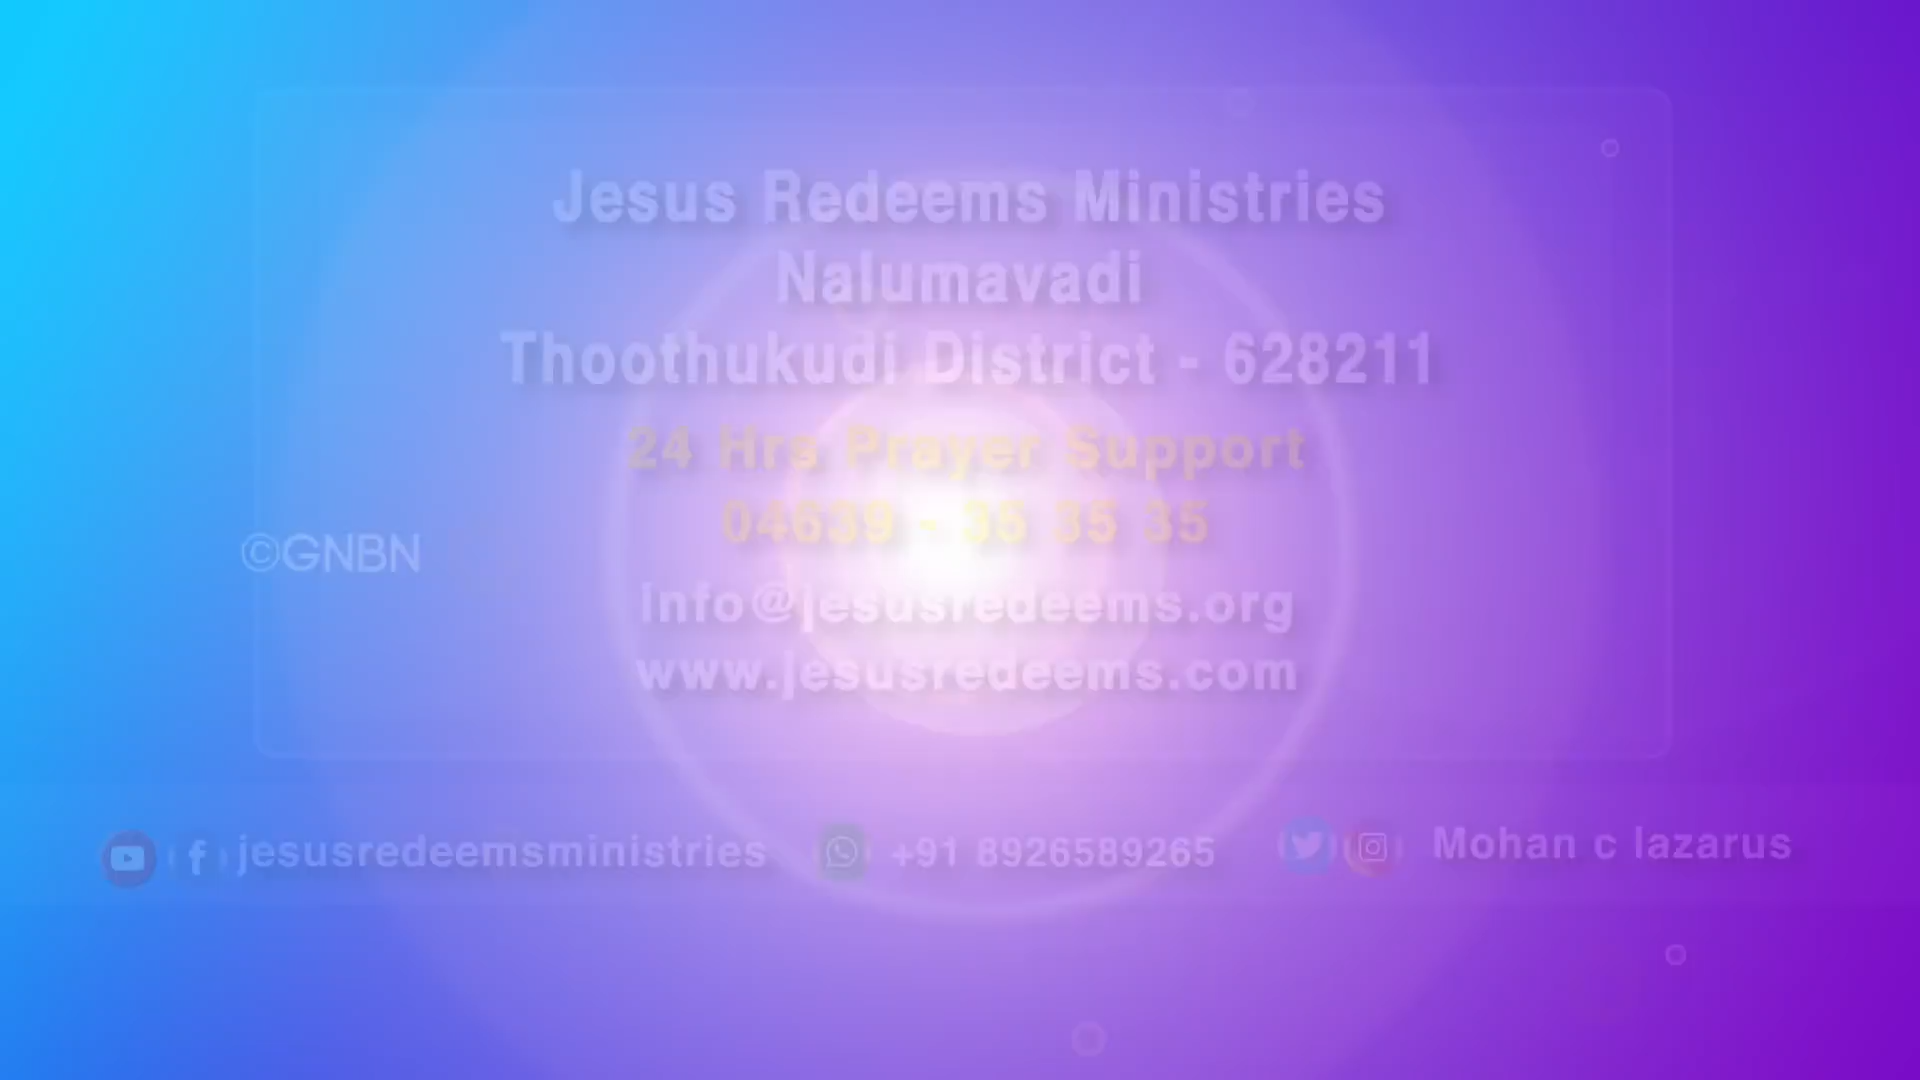 Jesus Redeems Ministries
Nalumavadi
Thoothukudi District - 628211
24 Hrs Prayer Support
04639 - 35 35 35
©GNBN
info@jesusredeems.org
www.jesusredeems.com
jesusredeemsministries +91 8926589265 Mohan c lazarus